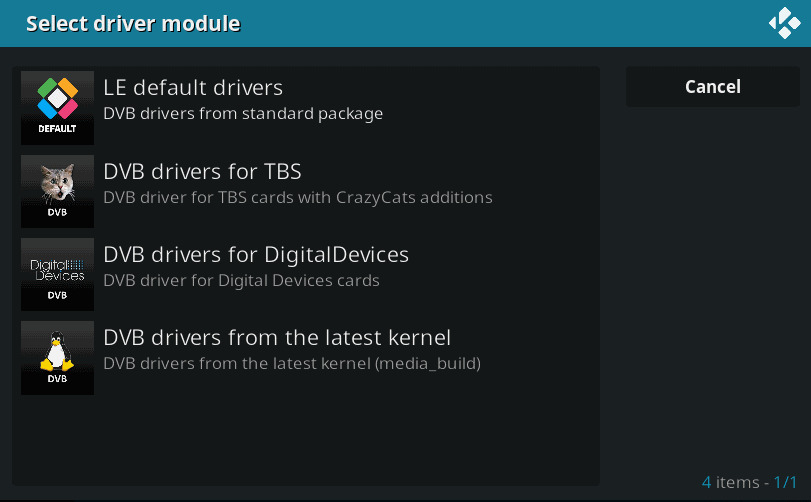 Select driver module
LE default drivers
DVB drivers from standard package
DEFAULT
DVB drivers for TBS
DVB driver for TBS cards with CrazyCats additions
DVB
DVB drivers for DigitalDevices
DVB driver for Digital Devices cards
Digital
Devices
DVB
DVB drivers from the latest kernel
DVB drivers from the latest kernel (media_build)
DVB
Cancel
4 items - 1/1